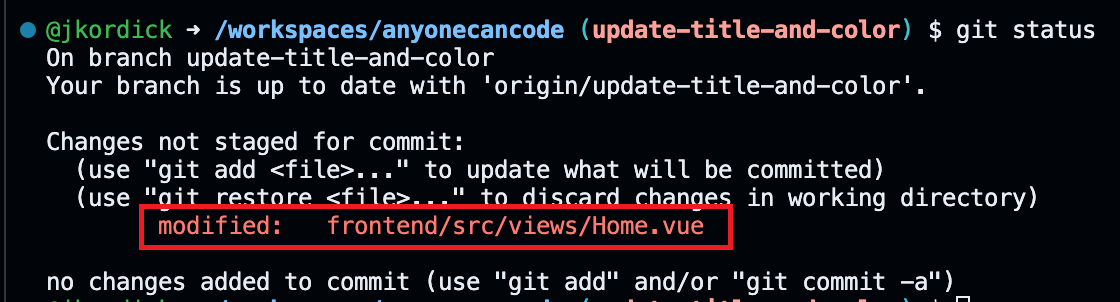 @jkordick → /workspaces/anyonecancode (update-title-and-color) $ git status
On branch update-title-and-color
Your branch is up to date with 'origin/update-title-and-color'.
Changes not staged for commit:
(use "git add <file>..." to update what will be committed)
(use "git restore <file>..." to discard changes in working directory)
modified:   frontend/src/views/Home.vue
no changes added to commit (use "git add" and/or "git commit -a")